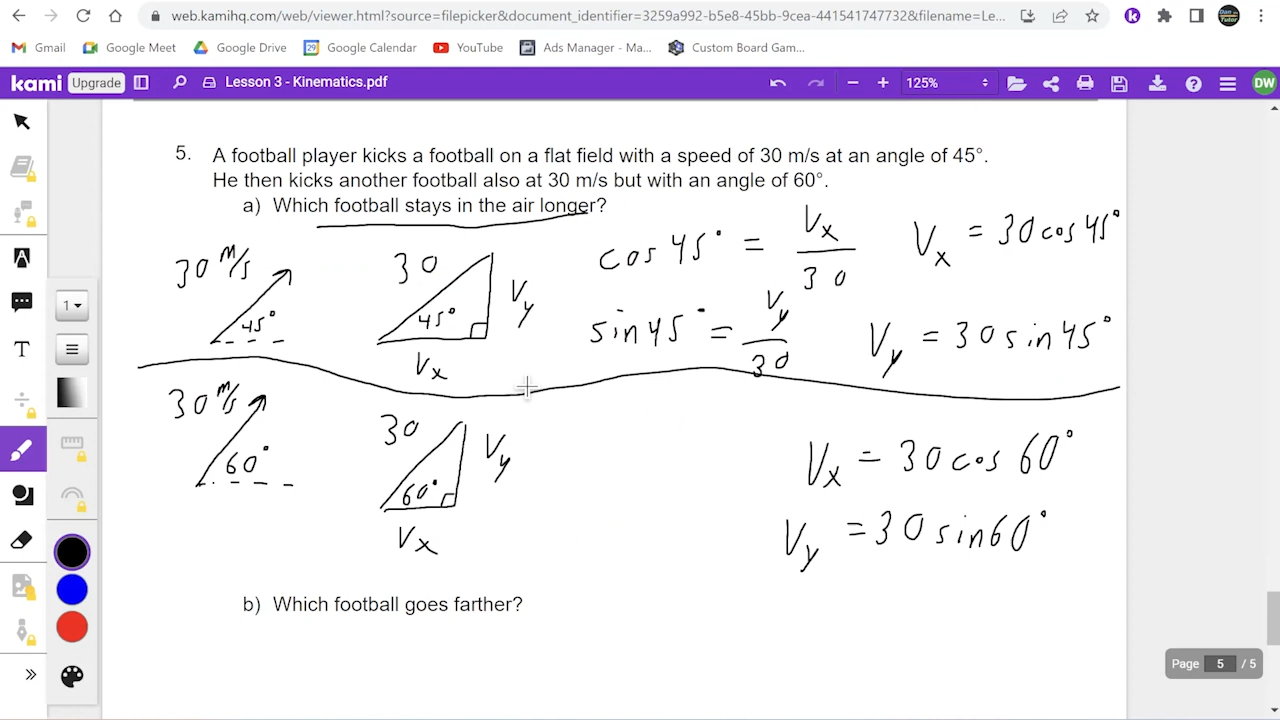 web.kamihq.com/web/viewer.html?source=filepicker&document_identifier=3259a992-b5e8-45bb-9cea-441541747732&filename=Le...
Gmail Google Meet Google Drive Google Calendar YouTube Ads Manager - Ma... Custom Board Gam...
kami Upgrade Lesson 3 - Kinematics.pdf 125% DW
5. A football player kicks a football on a flat field with a speed of 30 m/s at an angle of 45°.
He then kicks another football also at 30 m/s but with an angle of 60°.
a) Which football stays in the air longer?
30 m/s
45°
30
45°
Vy
Vx
cos 45° = Vx/30
Vx = 30 cos 45°
sin 45° = Vy/30
Vy = 30 sin 45°
30 m/s
60°
30
60°
Vy
Vx
Vx = 30 cos 60°
Vy = 30 sin 60°
b) Which football goes farther?
1
T
Page 5 / 5